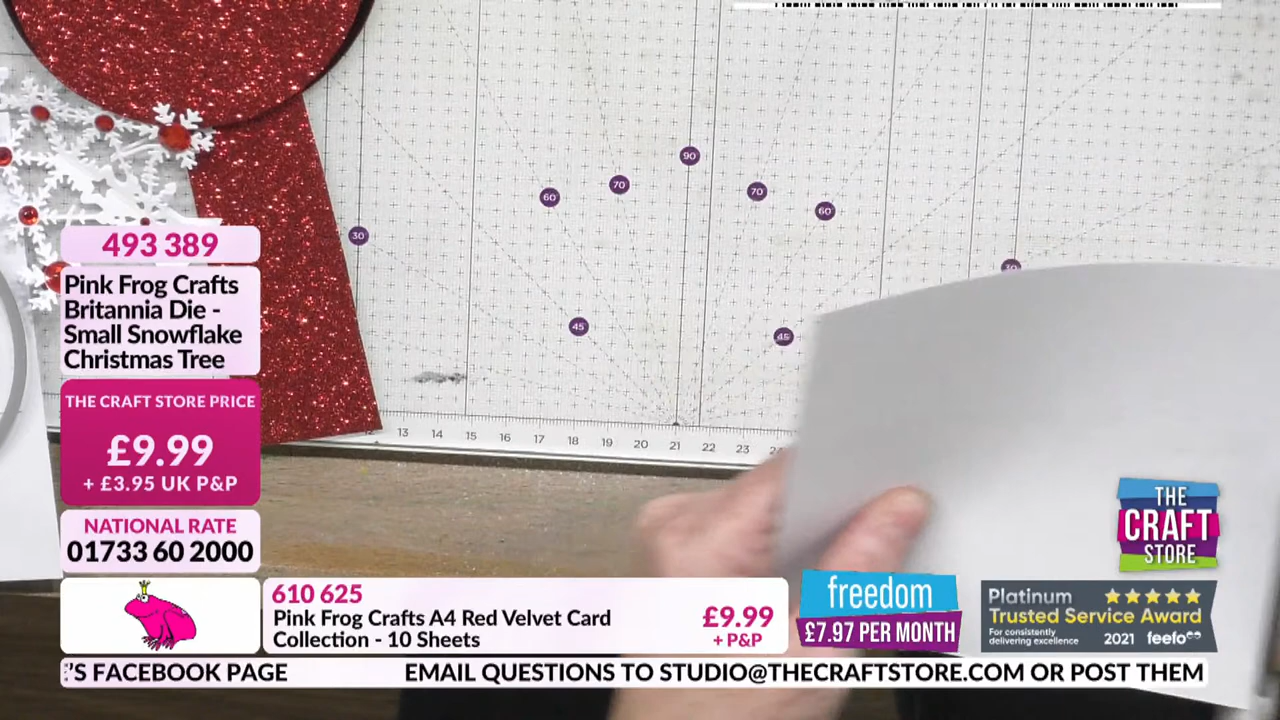 90
70
70
60
60
30
30
45
45
13 14 15 16 17 18 19 20 21 22 23
493 389
Pink Frog Crafts
Britannia Die -
Small Snowflake
Christmas Tree
THE CRAFT STORE PRICE
£9.99
+ £3.95 UK P&P
NATIONAL RATE
01733 60 2000
610 625
Pink Frog Crafts A4 Red Velvet Card
Collection - 10 Sheets
£9.99
+ P&P
freedom
£7.97 PER MONTH
THE
CRAFT
STORE
Platinum
Trusted Service Award
For consistently
delivering excellence
2021 feefo
'S FACEBOOK PAGE EMAIL QUESTIONS TO STUDIO@THECRAFTSTORE.COM OR POST THEM